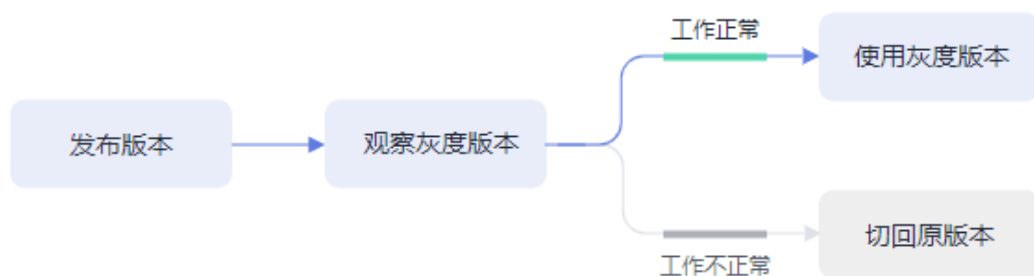 发布版本
观察灰度版本
工作正常
使用灰度版本
工作不正常
切回原版本